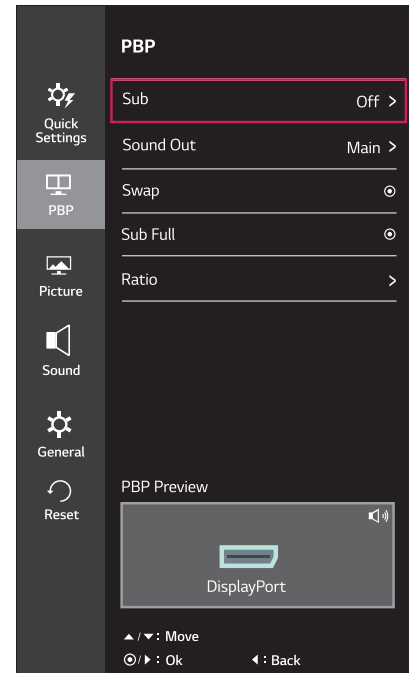 PBP
Sub Off >
Quick
Settings
Sound Out Main >
PBP
Swap
Sub Full
Picture
Ratio >
Sound
General
Reset
PBP Preview
DisplayPort
▲/▼: Move
◉/▶ : Ok ◀ : Back